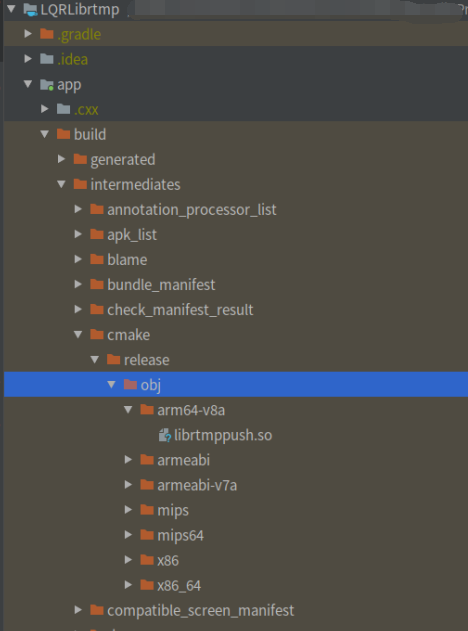 LQRLibrtmp
.gradle
.idea
app
.cxx
build
generated
intermediates
annotation_processor_list
apk_list
blame
bundle_manifest
check_manifest_result
cmake
release
obj
arm64-v8a
librtmppush.so
armeabi
armeabi-v7a
mips
mips64
x86
x86_64
compatible_screen_manifest